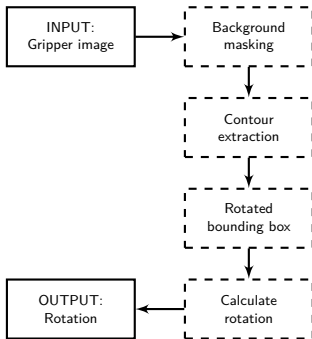 INPUT:
Gripper image
Background
masking
Contour
extraction
Rotated
bounding box
Calculate
rotation
OUTPUT:
Rotation